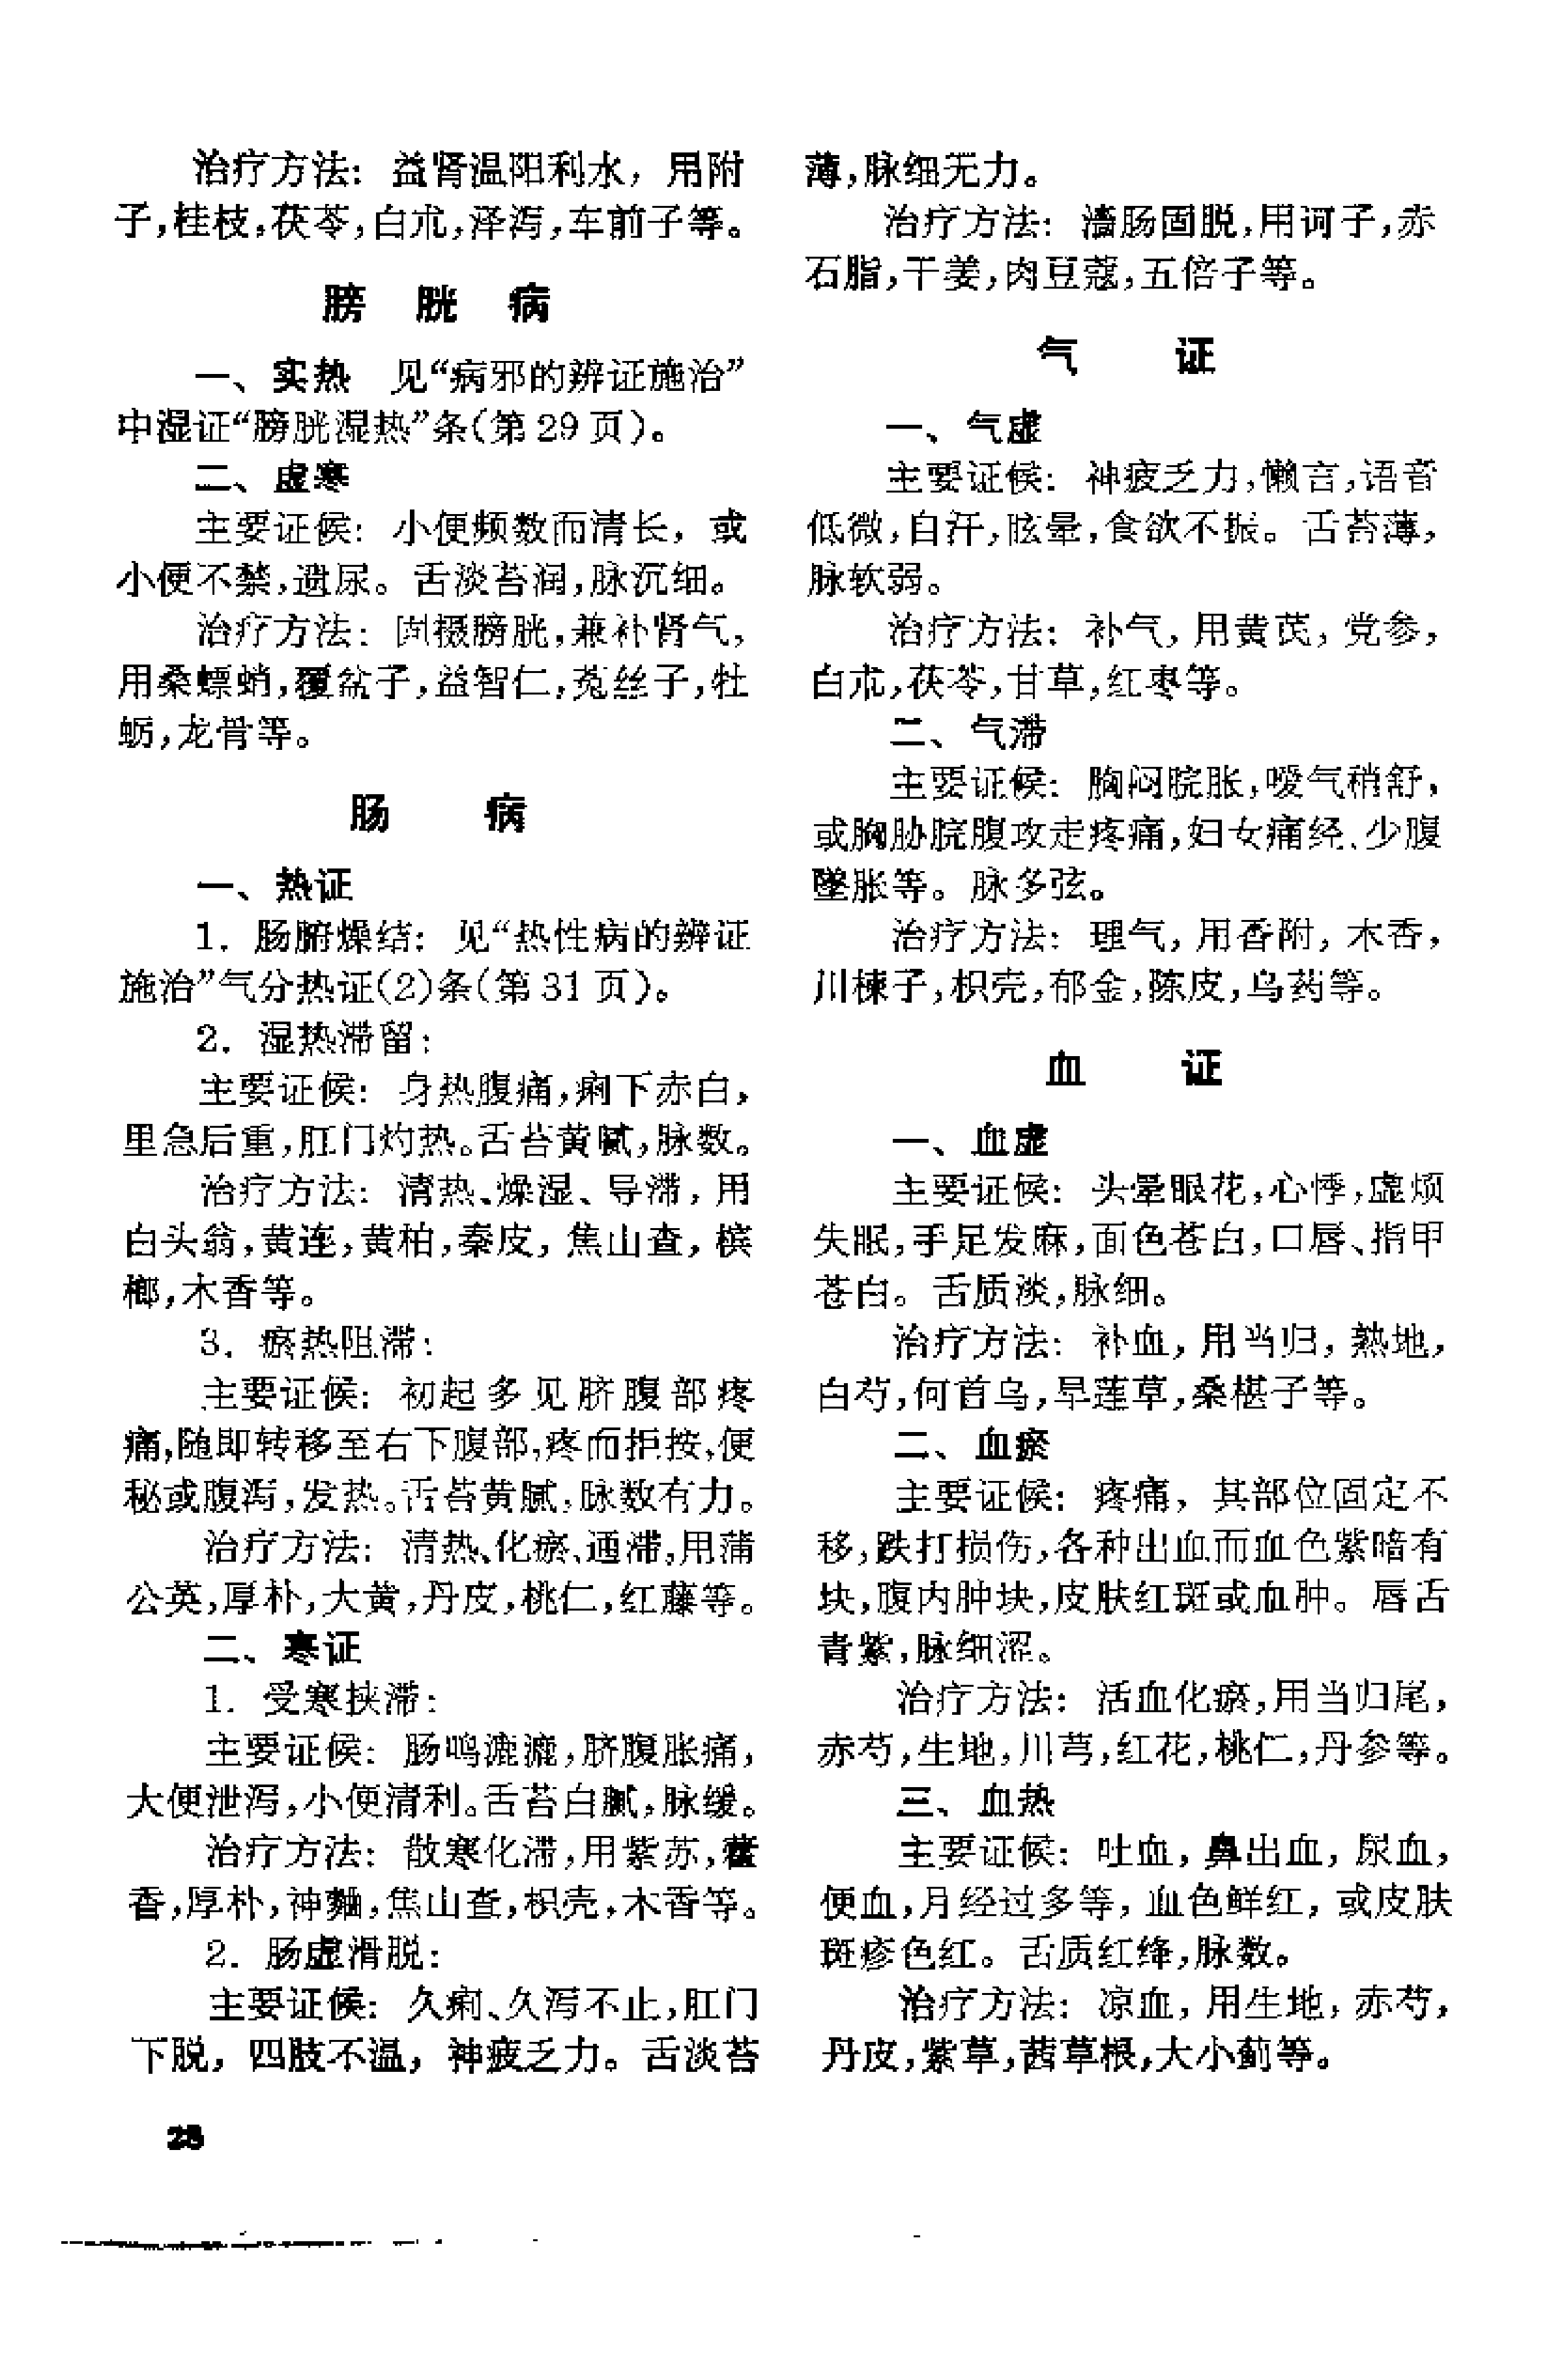 治疗方法：益肾温阳利水，用附
子，桂枝，茯苓，白朮，泽泻，车前子等。
膀胱病
一、实热　见“病邪的辨证施治”
中湿证“膀胱湿热”条（第29页）。
二、虚寒
主要证候：小便频数而清长，或
小便不禁，遗尿。舌淡苔润，脉沉细。
治疗方法：固摄膀胱，兼补肾气，
用桑螵蛸，覆盆子，益智仁，菟丝子，牡
蛎，龙骨等。
肠病
一、热证
1．肠腑燥结：见“热性病的辨证
施治”气分热证(2)条（第31页）。
2．湿热滞留：
主要证候：身热腹痛，痢下赤白，
里急后重，肛门灼热。舌苔黄腻，脉数。
治疗方法：清热、燥湿、导滞，用
白头翁，黄连，黄柏，秦皮，焦山查，槟
榔，木香等。
3．瘀热阻滞：
主要证候：初起多见脐腹部疼
痛，随即转移至右下腹部，疼而拒按，便
秘或腹泻，发热。舌苔黄腻，脉数有力。
治疗方法：清热、化瘀、通滞，用蒲
公英，厚朴，大黄，丹皮，桃仁，红藤等。
二、寒证
1．受寒挟滞：
主要证候：肠鸣漉漉，脐腹胀痛，
大便泄泻，小便清利。舌苔白腻，脉缓。
治疗方法：散寒化滞，用紫苏，藿
香，厚朴，神麯，焦山查，枳壳，木香等。
2．肠虚滑脱：
主要证候：久痢、久泻不止，肛门
下脱，四肢不温，神疲乏力。舌淡苔
薄，脉细无力。
治疗方法：濇肠固脱，用诃子，赤
石脂，干姜，肉豆蔻，五倍子等。
气证
一、气虚
主要证候：神疲乏力，懒言，语音
低微，自汗，眩晕，食欲不振。舌苔薄，
脉软弱。
治疗方法：补气，用黄芪，党参，
白朮，茯苓，甘草，红枣等。
二、气滞
主要证候：胸闷脘胀，嗳气稍舒，
或胸胁脘腹攻走疼痛，妇女痛经、少腹
坠胀等。脉多弦。
治疗方法：理气，用香附，木香，
川楝子，枳壳，郁金，陈皮，乌药等。
血证
一、血虚
主要证候：头晕眼花，心悸，虚烦
失眠，手足发麻，面色苍白，口唇、指甲
苍白。舌质淡，脉细。
治疗方法：补血，用当归，熟地，
白芍，何首乌，旱莲草，桑椹子等。
二、血瘀
主要证候：疼痛，其部位固定不
移，跌打损伤，各种出血而血色紫暗有
块，腹内肿块，皮肤红斑或血肿。唇舌
青紫，脉细涩。
治疗方法：活血化瘀，用当归尾，
赤芍，生地，川芎，红花，桃仁，丹参等。
三、血热
主要证候：吐血，鼻出血，尿血，
便血，月经过多等，血色鲜红，或皮肤
斑疹色红。舌质红绛，脉数。
治疗方法：凉血，用生地，赤芍，
丹皮，紫草，茜草根，大小蓟等。
28